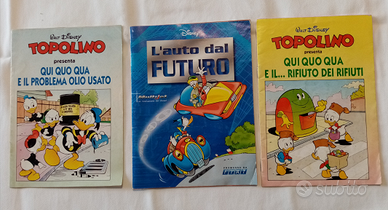 Walt Disney
TOPOLINO
presenta
QUI QUO QUA
E IL PROBLEMA OLIO USATO
Disney
L'auto dal
FUTURO
Walt Disney
TOPOLINO
presenta
QUI QUO QUA
E IL... RIFIUTO DEI RIFIUTI
subito